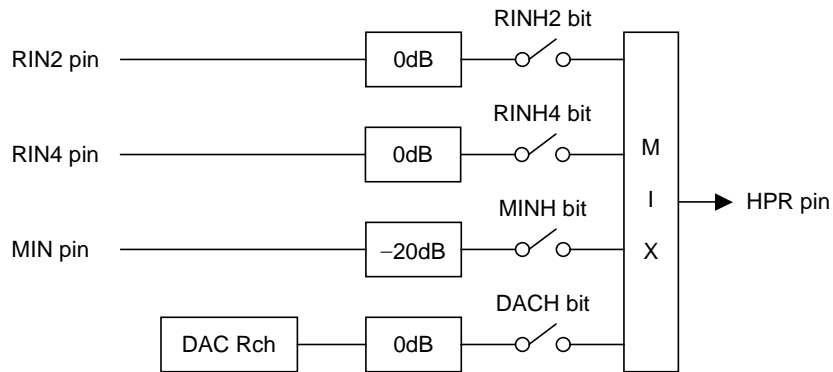 RINH2 bit
RIN2 pin 0dB
RINH4 bit
RIN4 pin 0dB
M
I
X
HPR pin
MINH bit
MIN pin −20dB
DACH bit
DAC Rch 0dB